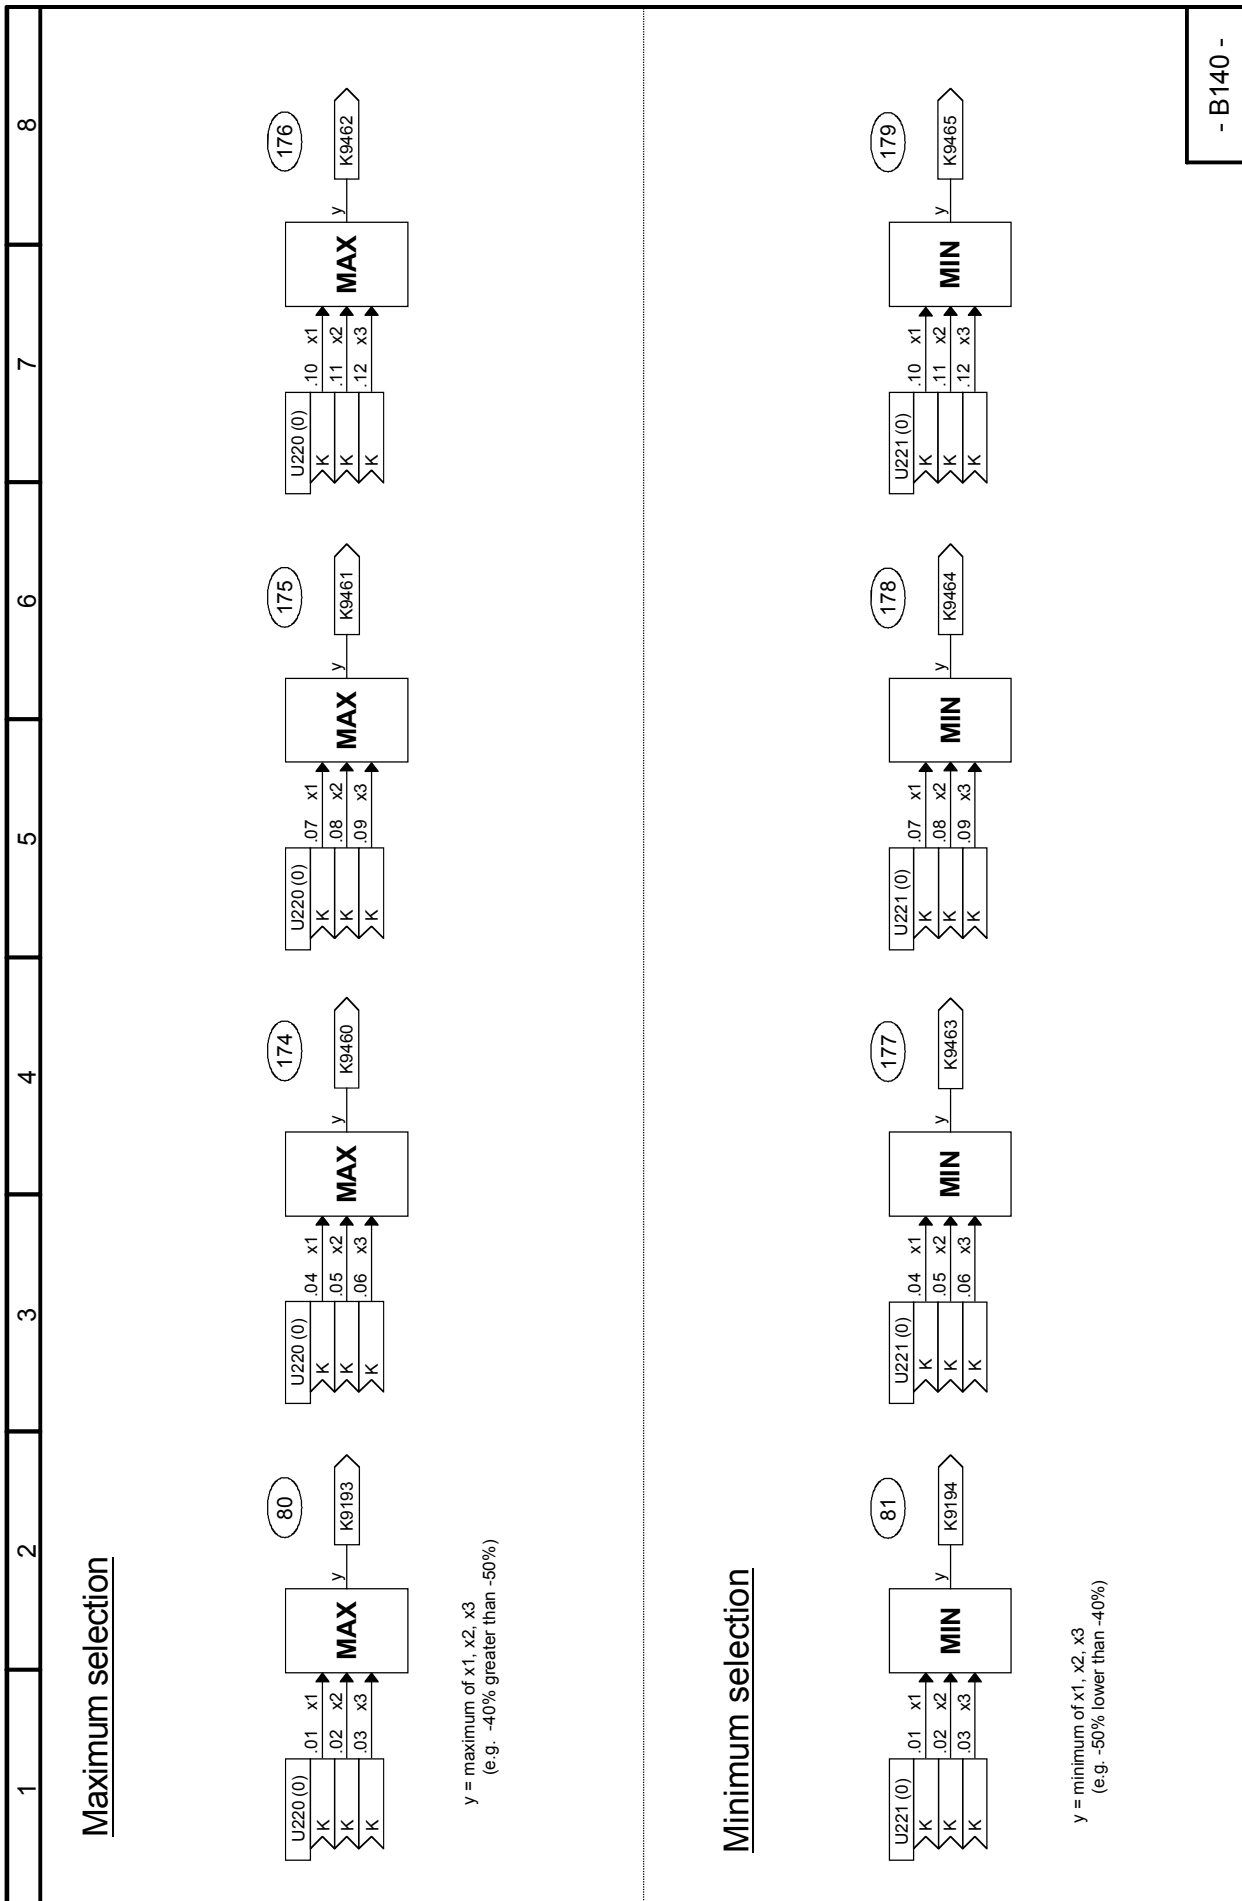 1 2 3 4 5 6 7 8
Maximum selection
80
U220 (0)
K .01 x1
K .02 x2
K .03 x3
MAX
y
K9193
174
U220 (0)
K .04 x1
K .05 x2
K .06 x3
MAX
y
K9460
175
U220 (0)
K .07 x1
K .08 x2
K .09 x3
MAX
y
K9461
176
U220 (0)
K .10 x1
K .11 x2
K .12 x3
MAX
y
K9462
y = maximum of x1, x2, x3
(e.g. -40% greater than -50%)
Minimum selection
81
U221 (0)
K .01 x1
K .02 x2
K .03 x3
MIN
y
K9194
177
U221 (0)
K .04 x1
K .05 x2
K .06 x3
MIN
y
K9463
178
U221 (0)
K .07 x1
K .08 x2
K .09 x3
MIN
y
K9464
179
U221 (0)
K .10 x1
K .11 x2
K .12 x3
MIN
y
K9465
y = minimum of x1, x2, x3
(e.g. -50% lower than -40%)
- B140 -